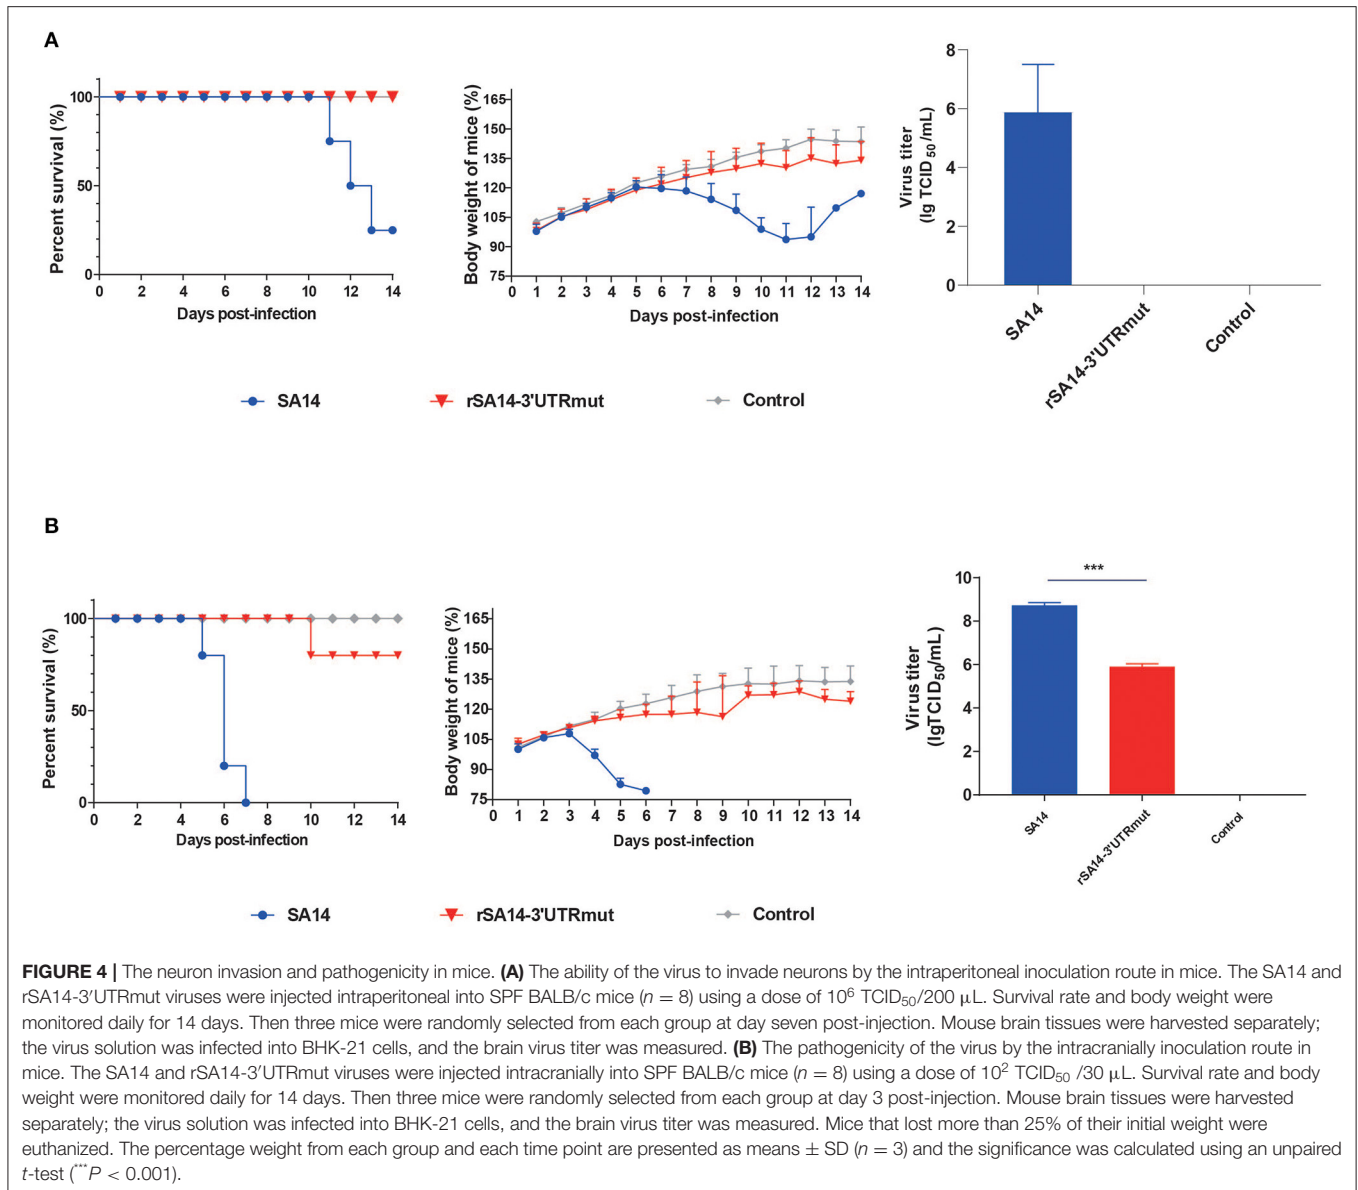 A
Percent survival (%)
100
50
0
0 2 4 6 8 10 12 14
Days post-infection
Body weight of mice (%)
165
150
135
120
105
90
75
0 1 2 3 4 5 6 7 8 9 10 11 12 13 14
Days post-infection
Virus titer
(lg TCID50/mL)
8
6
4
2
0
SA14
rSA14-3'UTRmut
Control
SA14 rSA14-3'UTRmut Control
B
Percent survival (%)
100
50
0
0 2 4 6 8 10 12 14
Days post-infection
Body weight of mice (%)
165
150
135
120
105
90
75
0 1 2 3 4 5 6 7 8 9 10 11 12 13 14
Days post-infection
Virus titer
(lgTCID50/mL)
10
8
6
4
2
0
***
SA14
rSA14-3'UTRmut
Control
SA14 rSA14-3'UTRmut Control
FIGURE 4 | The neuron invasion and pathogenicity in mice. (A) The ability of the virus to invade neurons by the intraperitoneal inoculation route in mice. The SA14 and
rSA14-3′UTRmut viruses were injected intraperitoneal into SPF BALB/c mice (n = 8) using a dose of 10⁶ TCID₅₀/200 μL. Survival rate and body weight were
monitored daily for 14 days. Then three mice were randomly selected from each group at day seven post-injection. Mouse brain tissues were harvested separately;
the virus solution was infected into BHK-21 cells, and the brain virus titer was measured. (B) The pathogenicity of the virus by the intracranially inoculation route in
mice. The SA14 and rSA14-3′UTRmut viruses were injected intracranially into SPF BALB/c mice (n = 8) using a dose of 10² TCID₅₀ /30 μL. Survival rate and body
weight were monitored daily for 14 days. Then three mice were randomly selected from each group at day 3 post-injection. Mouse brain tissues were harvested
separately; the virus solution was infected into BHK-21 cells, and the brain virus titer was measured. Mice that lost more than 25% of their initial weight were
euthanized. The percentage weight from each group and each time point are presented as means ± SD (n = 3) and the significance was calculated using an unpaired
t-test (***P < 0.001).